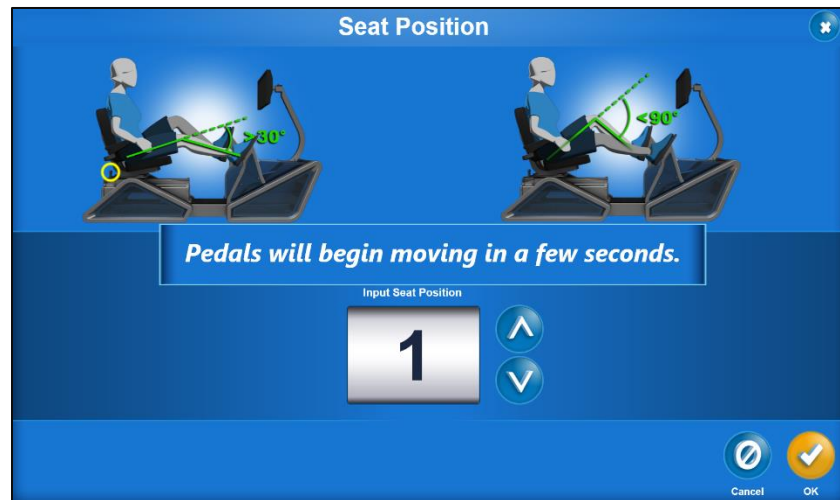 Seat Position
>30°
<90°
Pedals will begin moving in a few seconds.
Input Seat Position
1
Cancel
OK